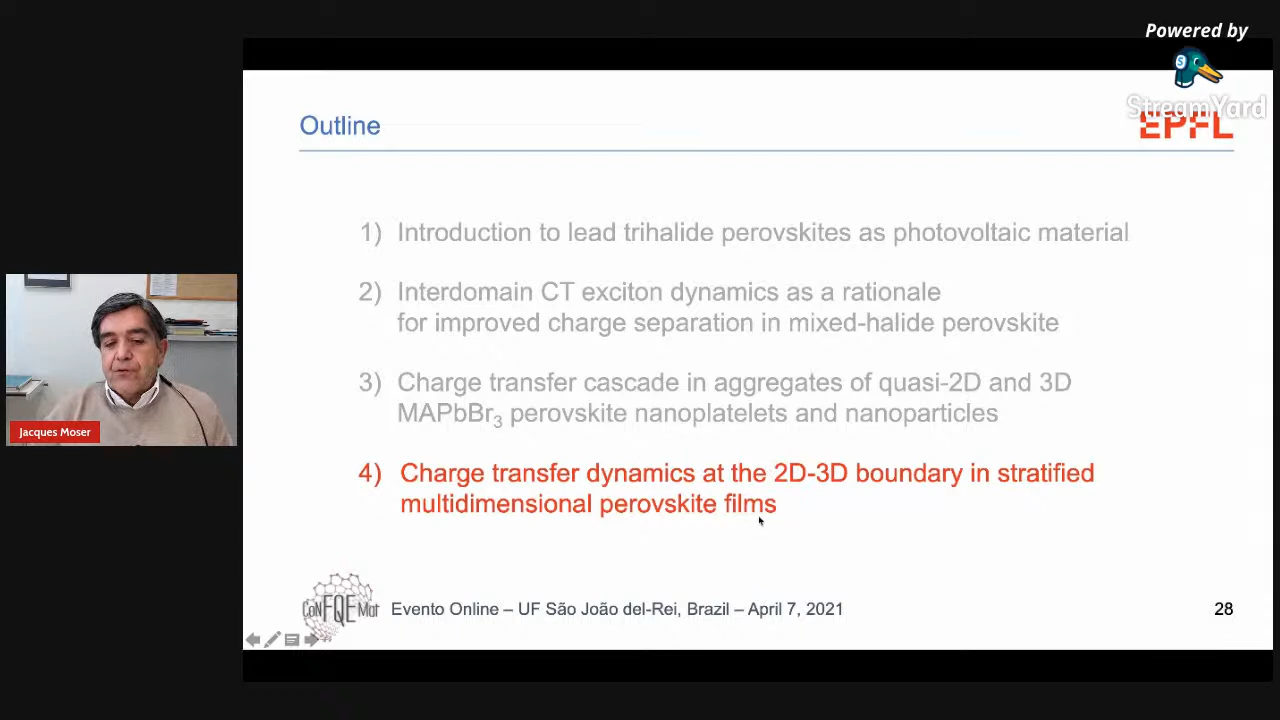 Powered by
StreamYard
Outline
EPFL
1) Introduction to lead trihalide perovskites as photovoltaic material
2) Interdomain CT exciton dynamics as a rationale
for improved charge separation in mixed-halide perovskite
3) Charge transfer cascade in aggregates of quasi-2D and 3D
MAPbBr₃ perovskite nanoplatelets and nanoparticles
Jacques Moser
4) Charge transfer dynamics at the 2D-3D boundary in stratified
multidimensional perovskite films
CoNFQEMat Evento Online – UF São João del-Rei, Brazil – April 7, 2021
28